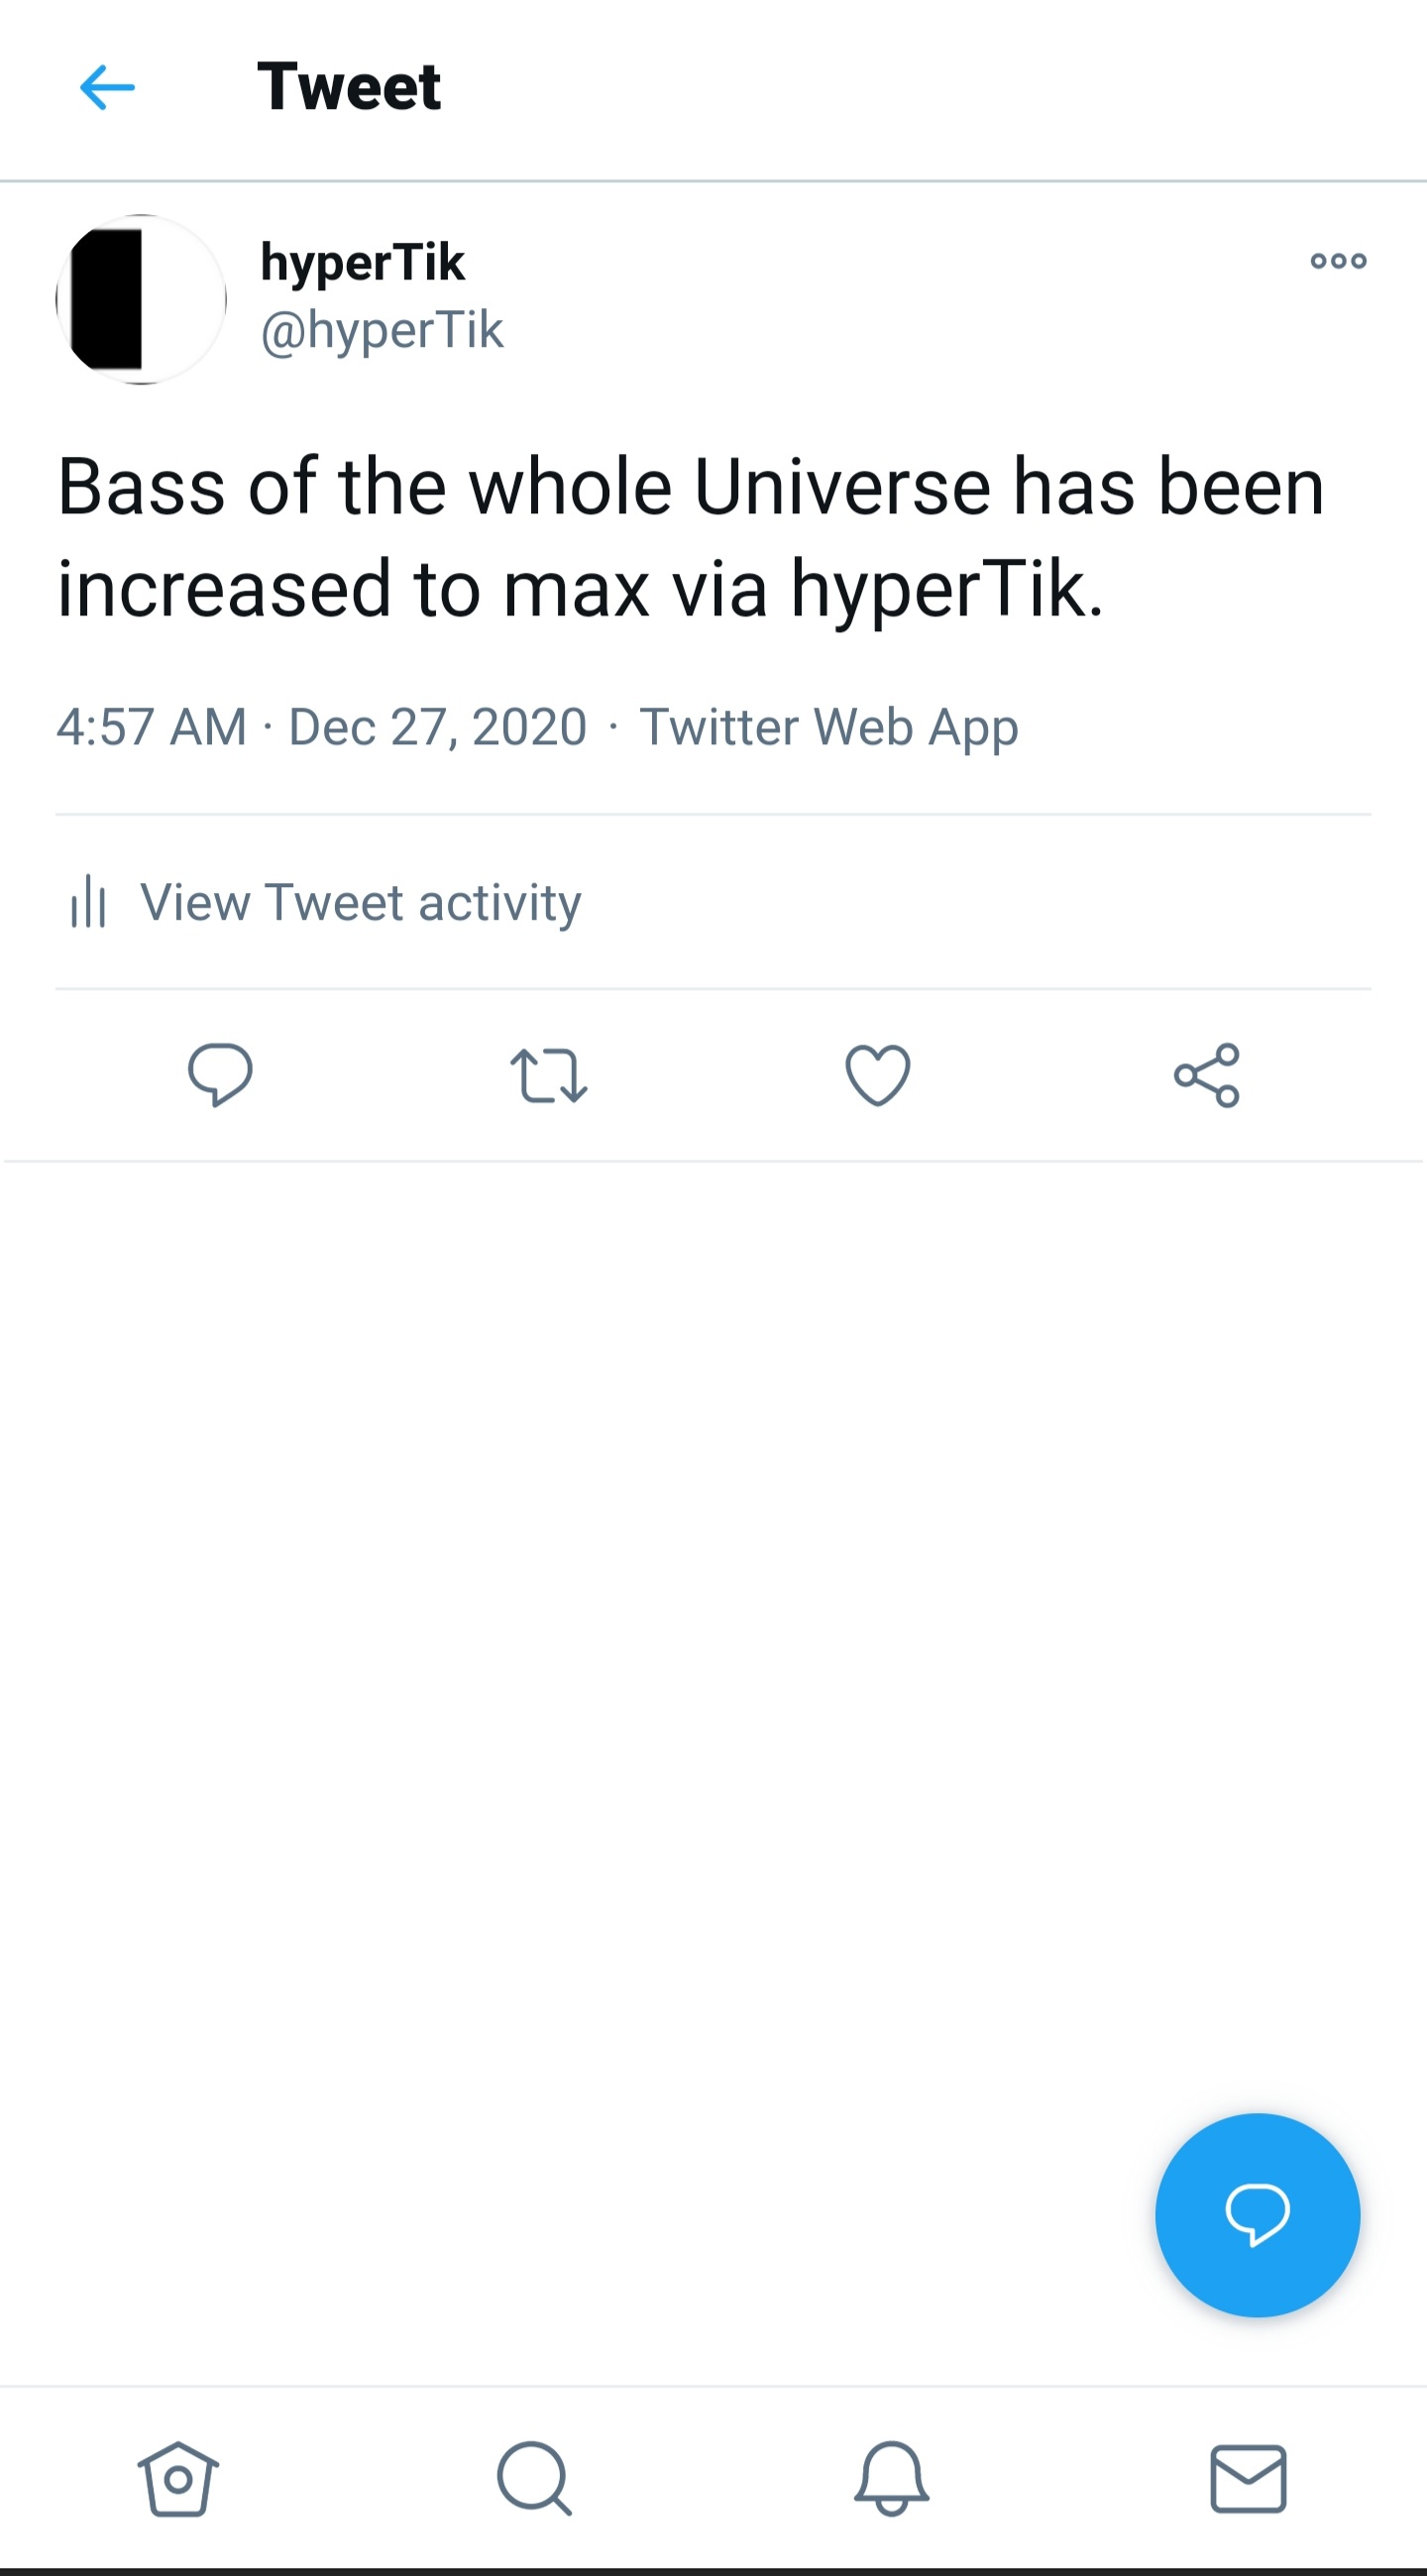 Tweet
hyperTik
@hyperTik
Bass of the whole Universe has been
increased to max via hyperTik.
4:57 AM · Dec 27, 2020 · Twitter Web App
View Tweet activity